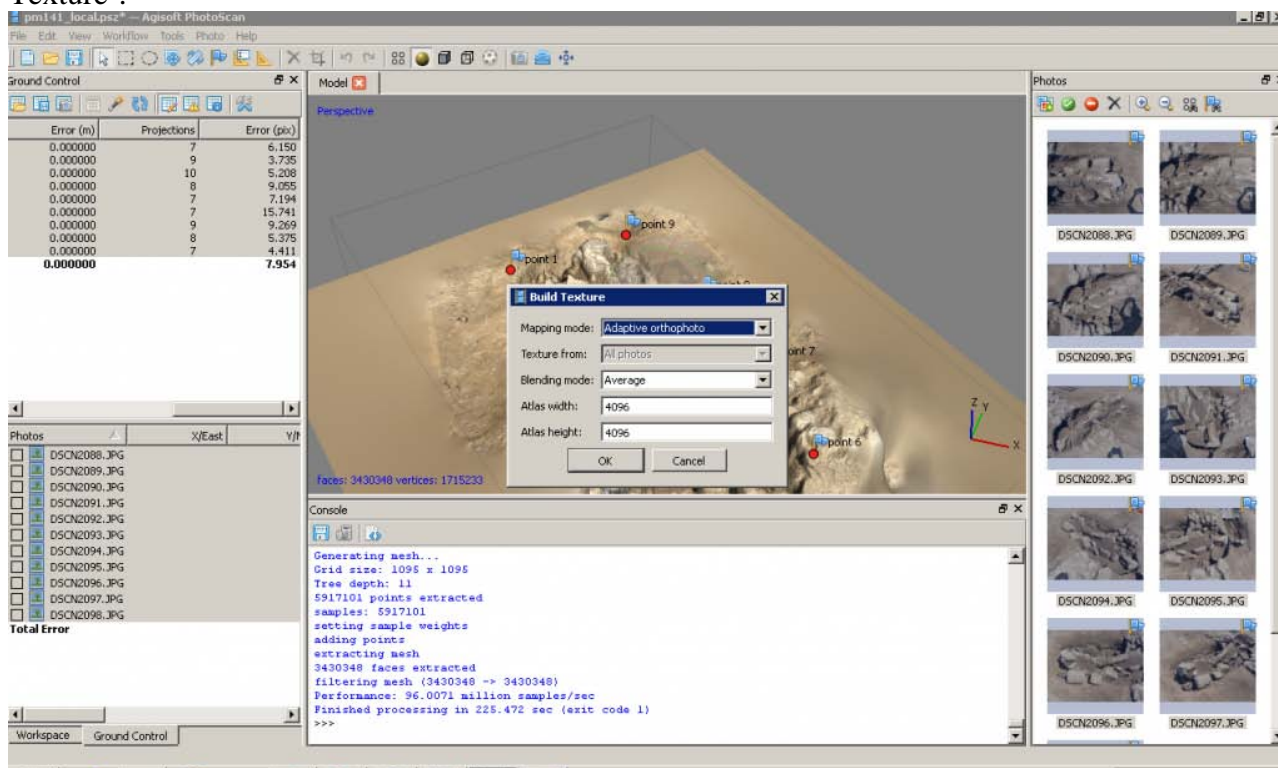 Texture".
pm141_local.psz* — Agisoft PhotoScan
File Edit View Workflow Tools Photo Help
Ground Control
Model
Photos
Perspective
Error (m) Projections Error (pix)
0.000000 7 6.150
0.000000 9 3.735
0.000000 10 5.208
0.000000 8 9.055
0.000000 7 7.194
0.000000 7 15.741
0.000000 9 9.269
0.000000 8 5.375
0.000000 7 4.411
0.000000 7.954
point 9
point 1
point 7
point 6
Z Y X
faces: 3430348 vertices: 1715233
Build Texture
Mapping mode: Adaptive orthophoto
Texture from: All photos
Blending mode: Average
Atlas width: 4096
Atlas height: 4096
OK Cancel
Photos X/East Y/N
DSCN2088.JPG
DSCN2089.JPG
DSCN2090.JPG
DSCN2091.JPG
DSCN2092.JPG
DSCN2093.JPG
DSCN2094.JPG
DSCN2095.JPG
DSCN2096.JPG
DSCN2097.JPG
DSCN2098.JPG
Total Error
Workspace Ground Control
Console
Generating mesh...
Grid size: 1095 x 1095
Tree depth: 11
5917101 points extracted
samples: 5917101
setting sample weights
adding points
extracting mesh
3430348 faces extracted
filtering mesh (3430348 -> 3430348)
Performance: 96.0071 million samples/sec
Finished processing in 225.472 sec (exit code 1)
>>>
DSCN2088.JPG DSCN2089.JPG
DSCN2090.JPG DSCN2091.JPG
DSCN2092.JPG DSCN2093.JPG
DSCN2094.JPG DSCN2095.JPG
DSCN2096.JPG DSCN2097.JPG